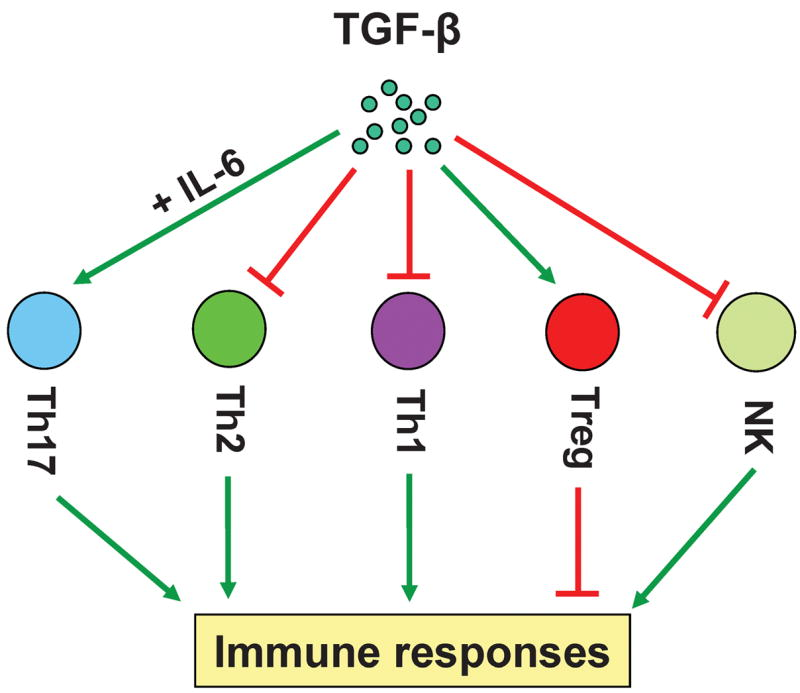 TGF-β
+ IL-6
Th17
Th2
Th1
Treg
NK
Immune responses